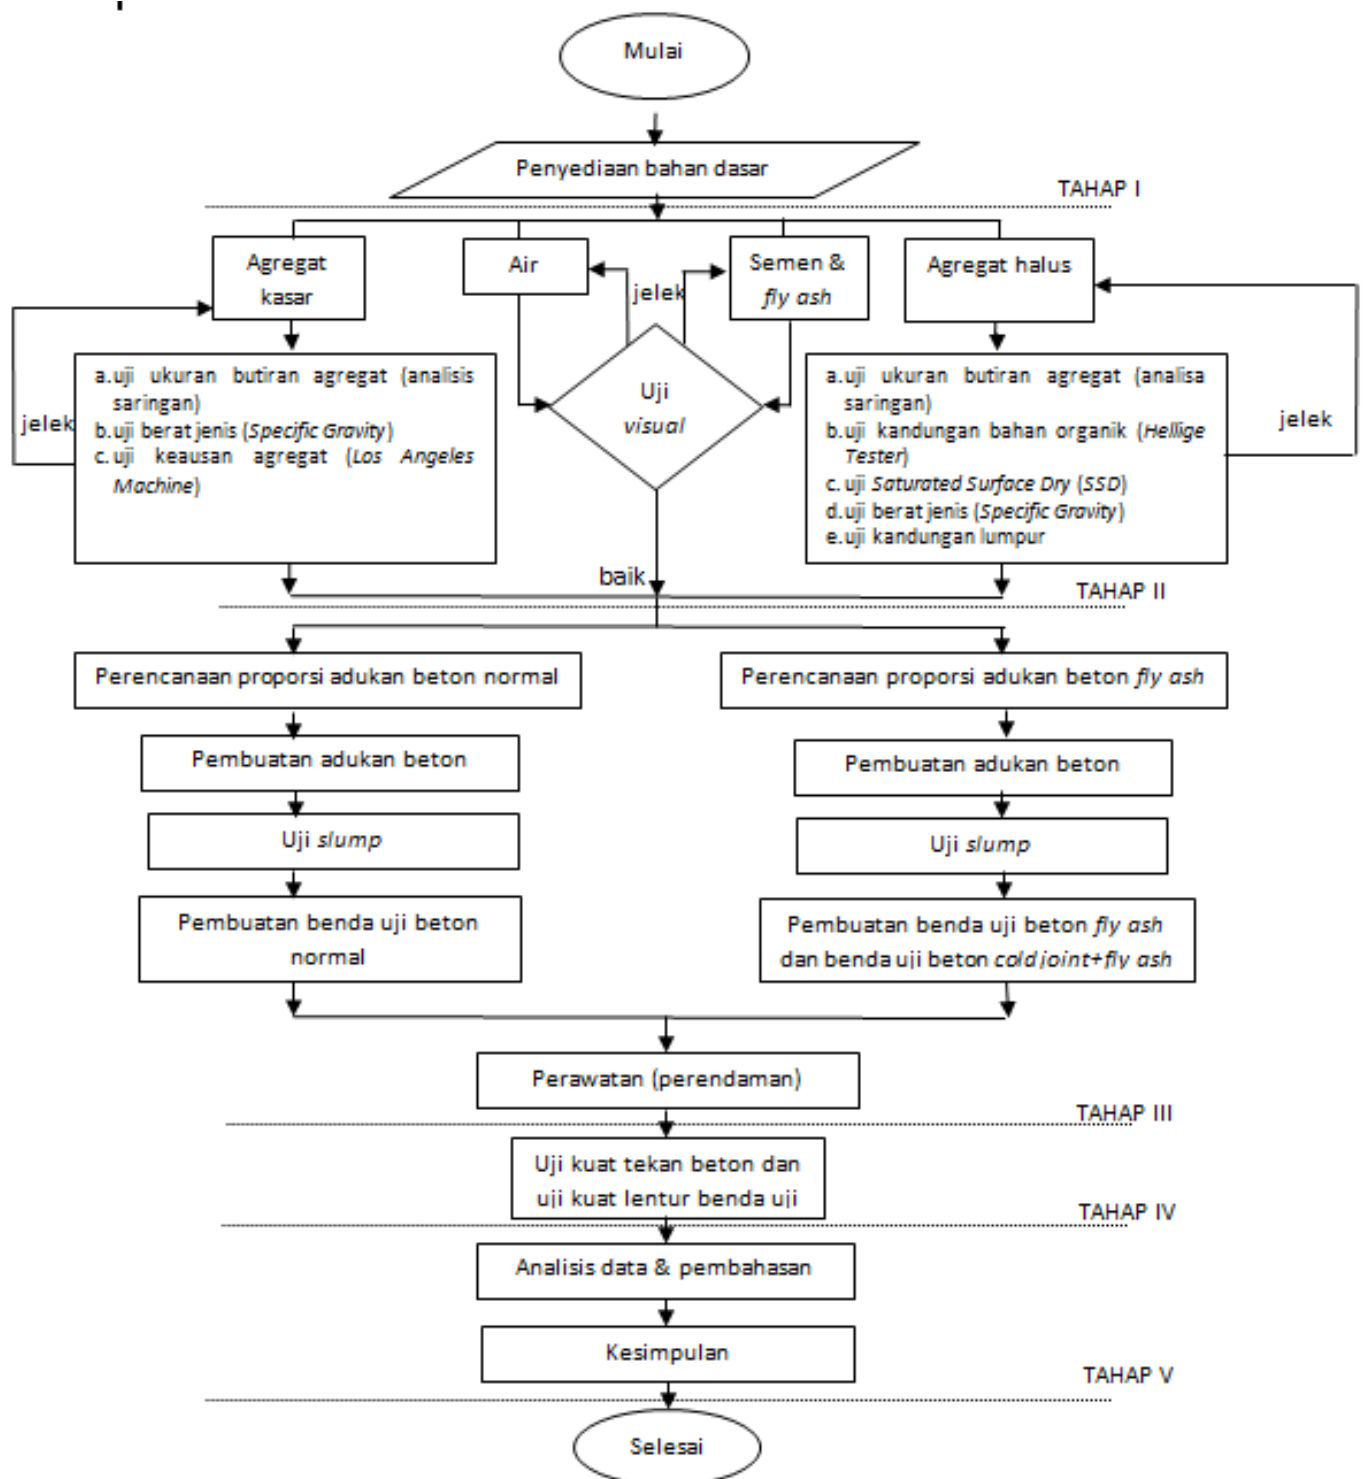 Mulai
Penyediaan bahan dasar
TAHAP I
Agregat
kasar
Air
Semen &
fly ash
Agregat halus
jelek
a.uji ukuran butiran agregat (analisis
saringan)
b.uji berat jenis (Specific Gravity)
c.uji keausan agregat (Los Angeles
Machine)
jelek
Uji
visual
a.uji ukuran butiran agregat (analisa
saringan)
b.uji kandungan bahan organik (Hellige
Tester)
c.uji Saturated Surface Dry (SSD)
d.uji berat jenis (Specific Gravity)
e.uji kandungan lumpur
jelek
baik
TAHAP II
Perencanaan proporsi adukan beton normal
Pembuatan adukan beton
Uji slump
Pembuatan benda uji beton
normal
Perencanaan proporsi adukan beton fly ash
Pembuatan adukan beton
Uji slump
Pembuatan benda uji beton fly ash
dan benda uji beton cold joint+fly ash
Perawatan (perendaman)
TAHAP III
Uji kuat tekan beton dan
uji kuat lentur benda uji
TAHAP IV
Analisis data & pembahasan
Kesimpulan
TAHAP V
Selesai